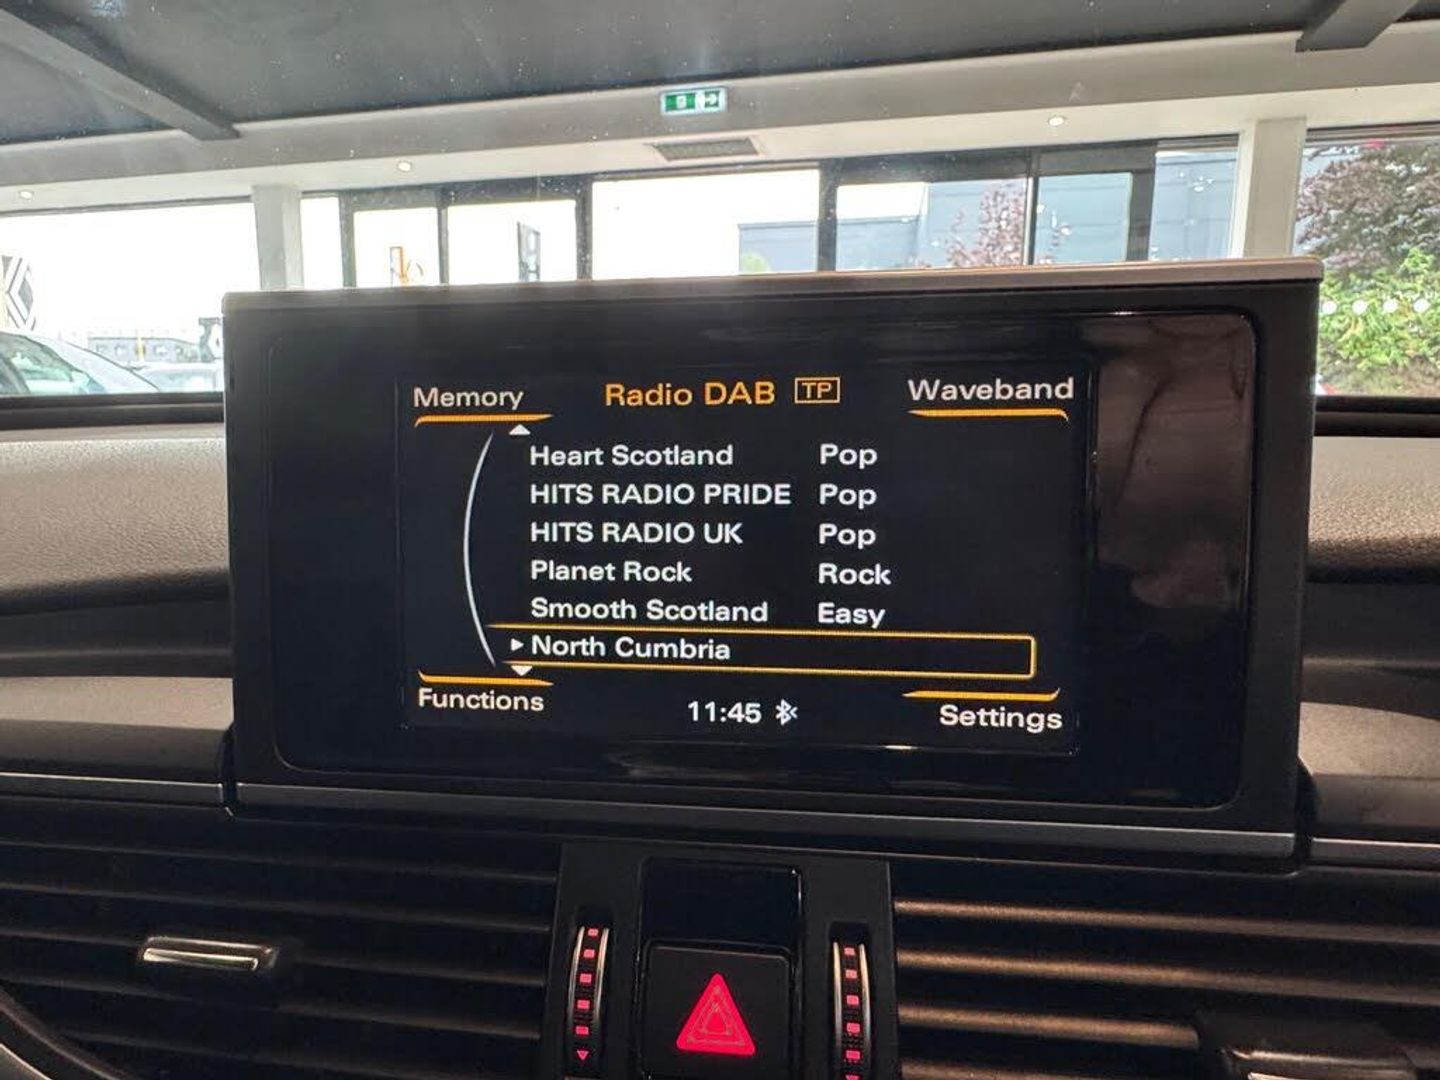 Memory Radio DAB TP Waveband
Heart Scotland Pop
HITS RADIO PRIDE Pop
HITS RADIO UK Pop
Planet Rock Rock
Smooth Scotland Easy
North Cumbria
Functions 11:45 Settings